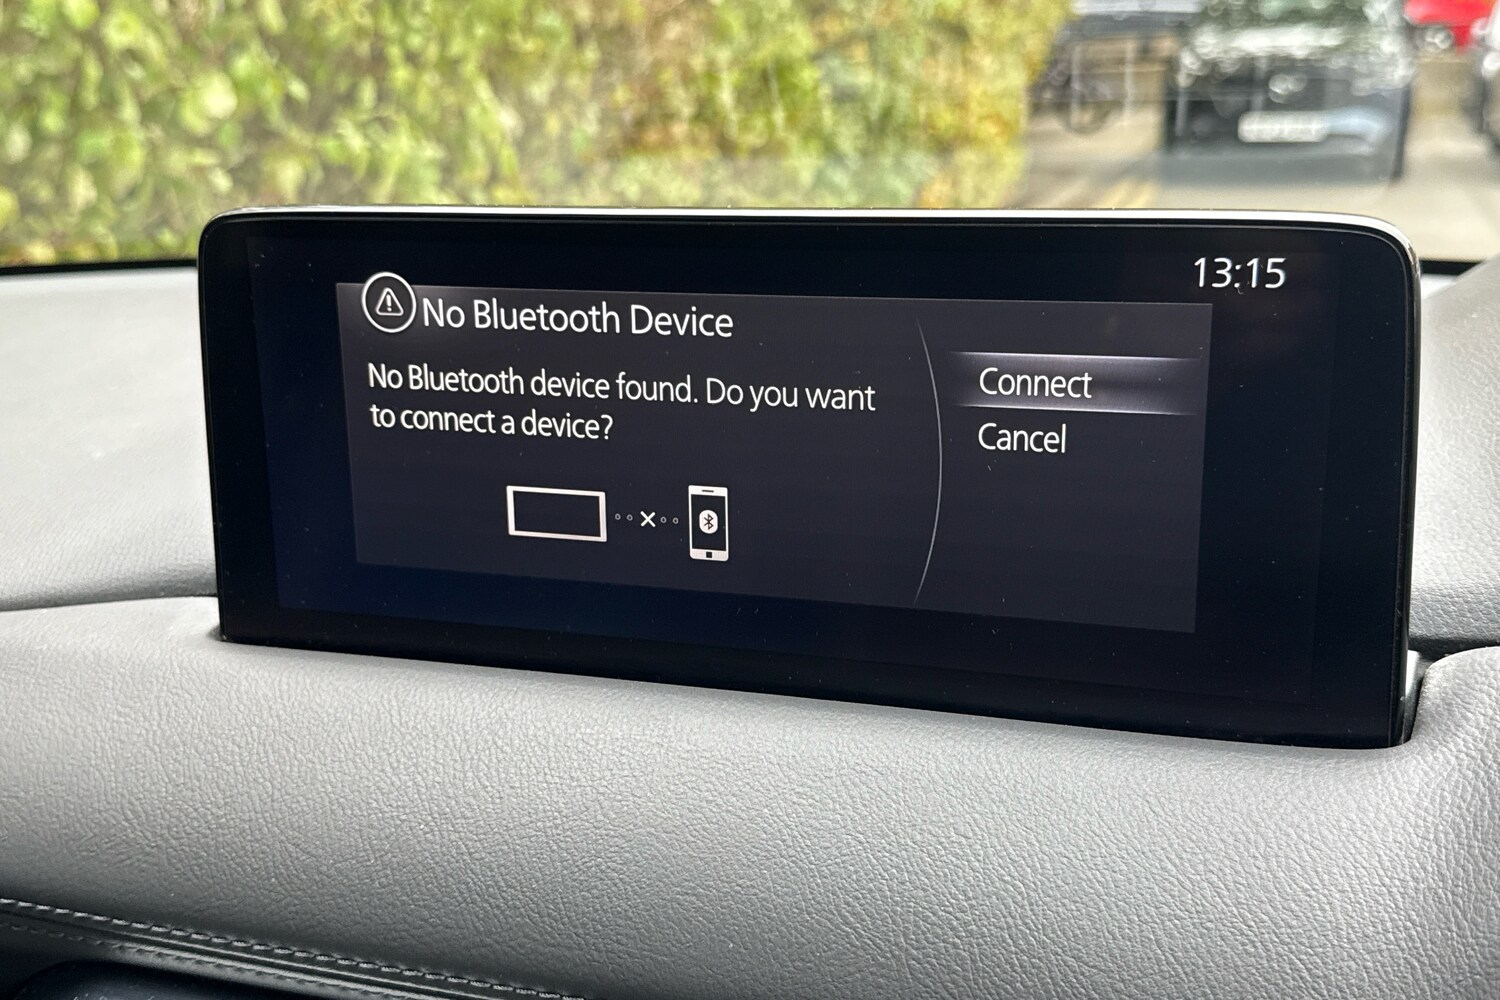 13:15
No Bluetooth Device
No Bluetooth device found. Do you want
to connect a device?
Connect
Cancel